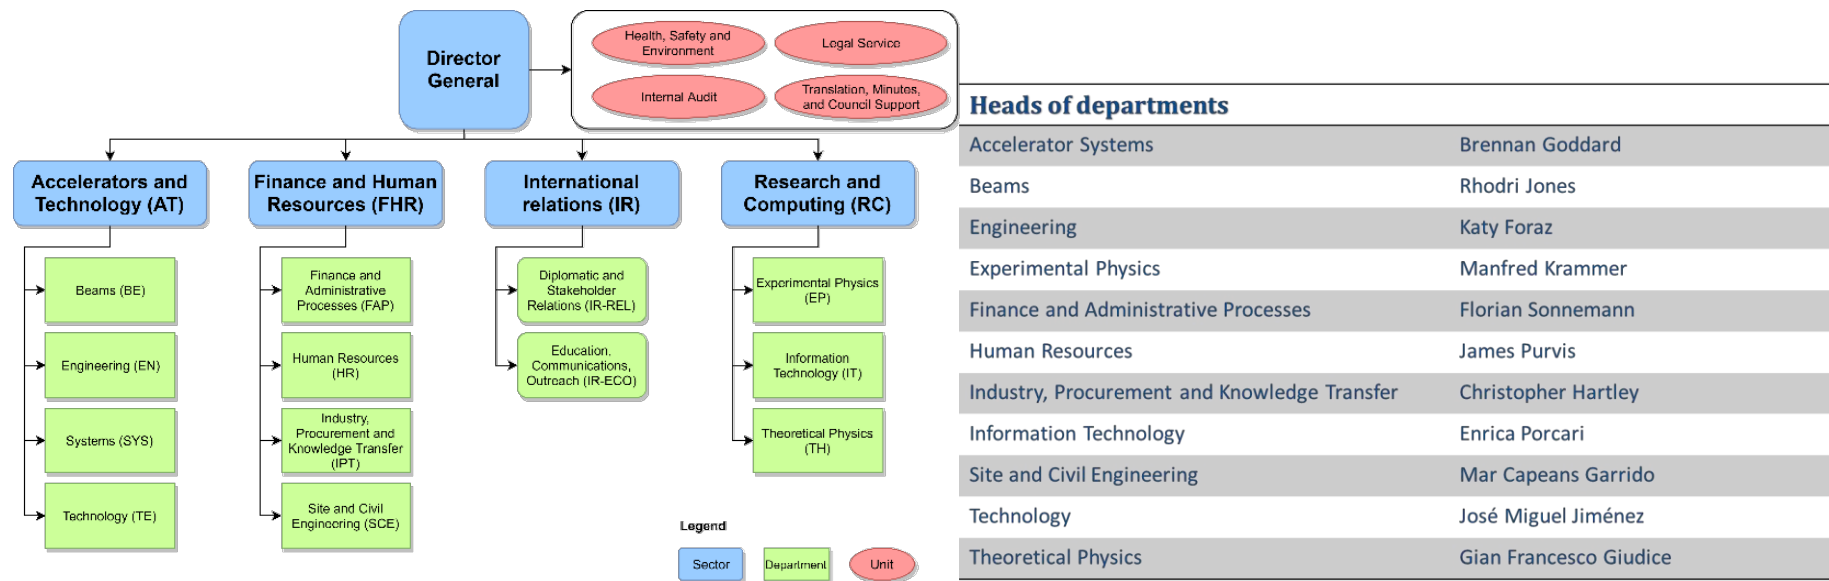 Director
General
Health, Safety and
Environment
Legal Service
Internal Audit
Translation, Minutes,
and Council Support
Accelerators and
Technology (AT)
Finance and Human
Resources (FHR)
International
relations (IR)
Research and
Computing (RC)
Beams (BE)
Engineering (EN)
Systems (SYS)
Technology (TE)
Finance and
Administrative
Processes (FAP)
Human Resources
(HR)
Industry,
Procurement and
Knowledge Transfer
(IPT)
Site and Civil
Engineering (SCE)
Diplomatic and
Stakeholder
Relations (IR-REL)
Education,
Communications,
Outreach (IR-ECO)
Experimental Physics
(EP)
Information
Technology (IT)
Theoretical Physics
(TH)
Legend
Sector
Department
Unit
Heads of departments
Accelerator Systems Brennan Goddard
Beams Rhodri Jones
Engineering Katy Foraz
Experimental Physics Manfred Krammer
Finance and Administrative Processes Florian Sonnemann
Human Resources James Purvis
Industry, Procurement and Knowledge Transfer Christopher Hartley
Information Technology Enrica Porcari
Site and Civil Engineering Mar Capeans Garrido
Technology José Miguel Jiménez
Theoretical Physics Gian Francesco Giudice